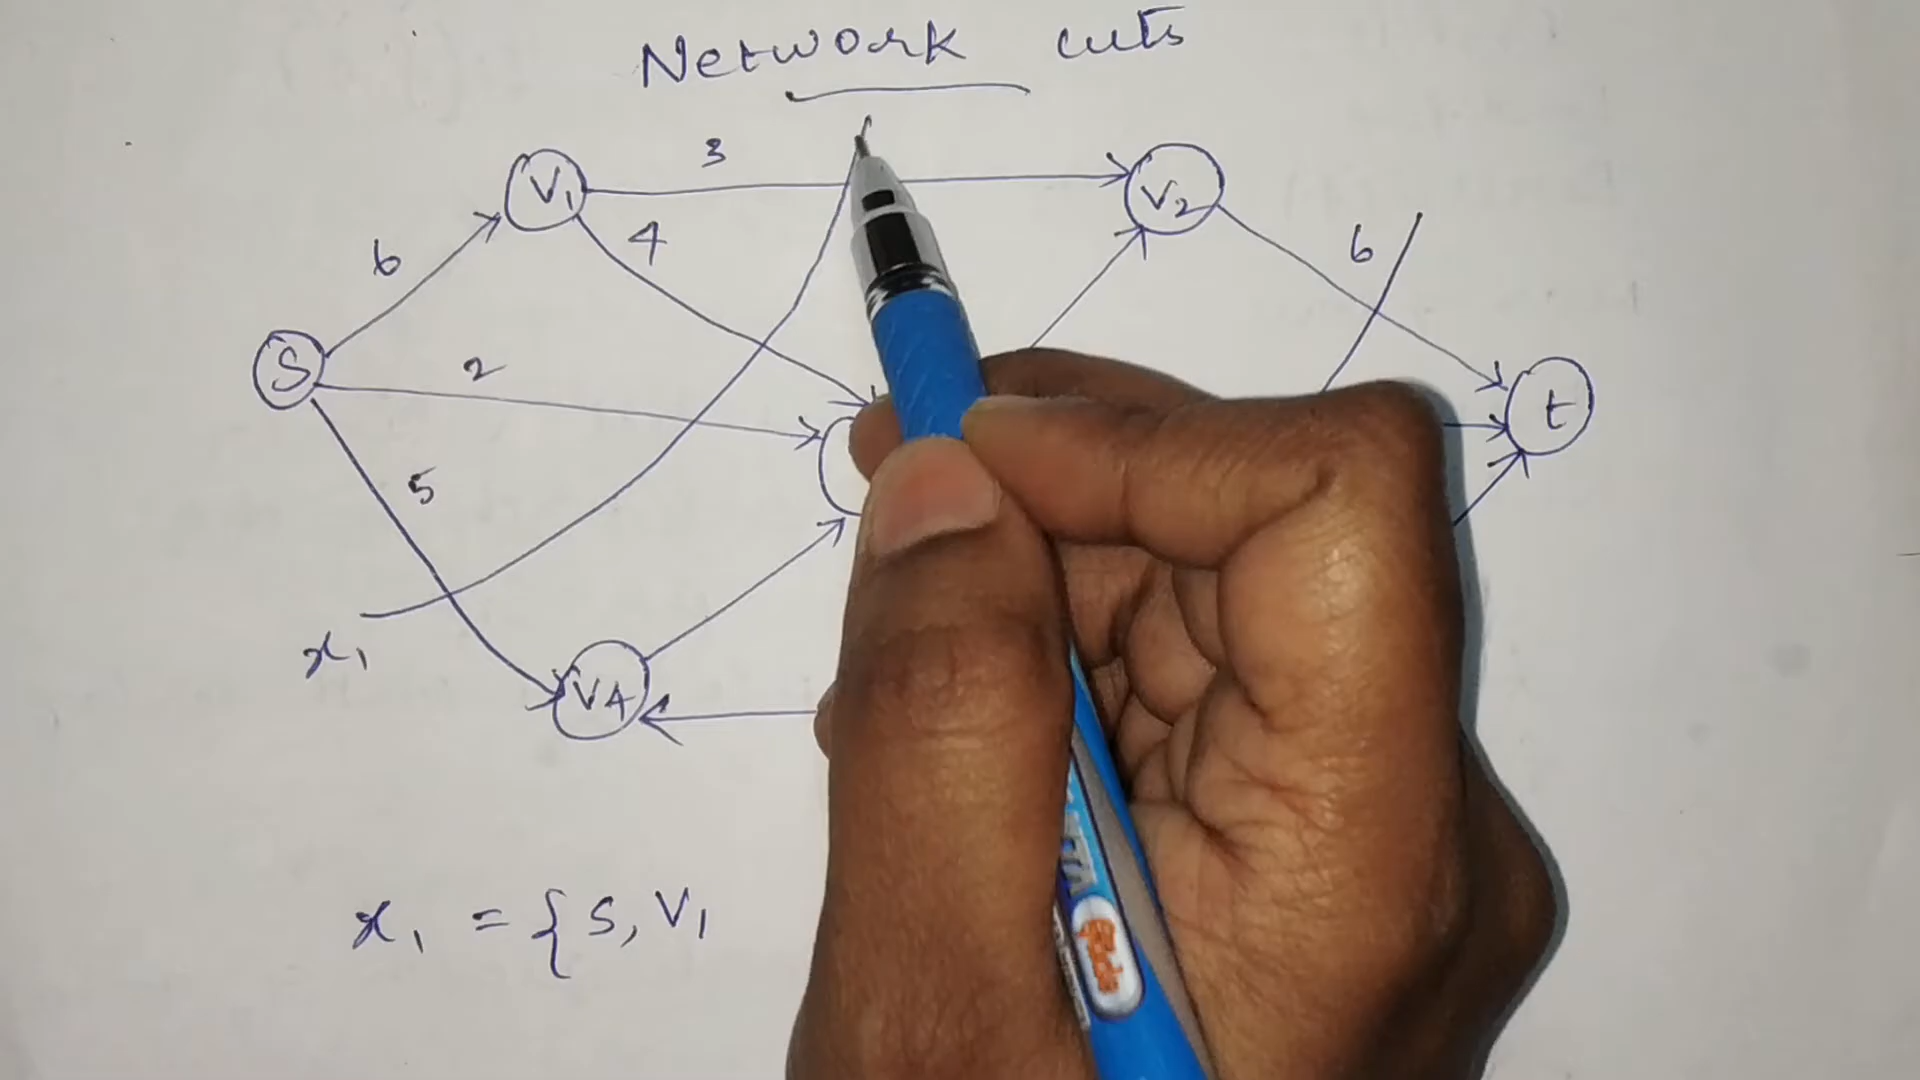 Network cuts
3
V1
V2
4
6
6
S
2
t
5
x1
V4
x1 = { S, V1